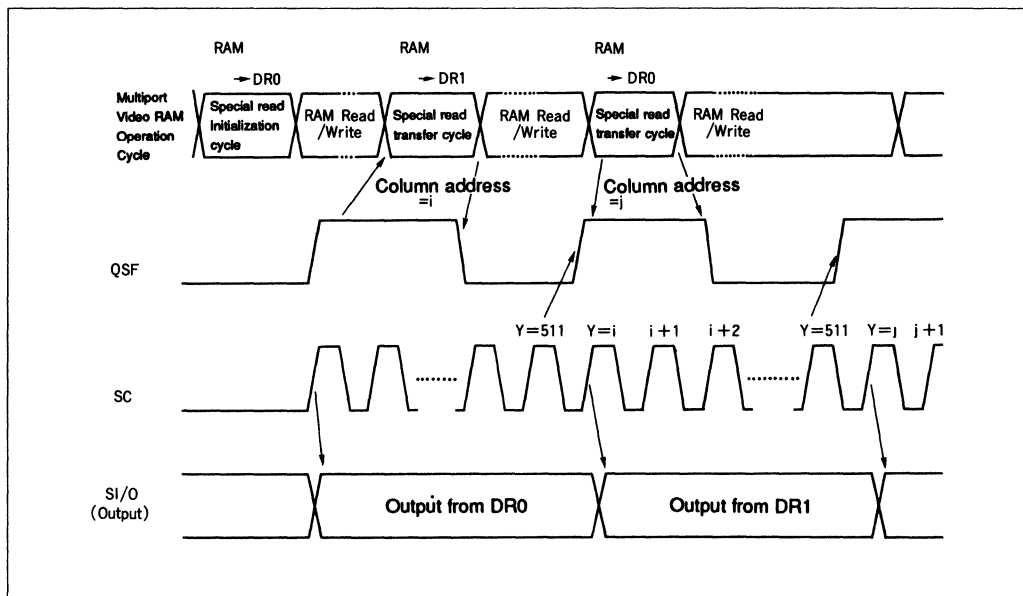 RAM RAM RAM
→ DR0 → DR1 → DR0
Multiport
Video RAM
Operation
Cycle
Special read
initialization
cycle
RAM Read
/Write
Special read
transfer cycle
RAM Read
/Write
Special read
transfer cycle
RAM Read
/Write
Column address
=i
Column address
=j
QSF
Y=511 Y=i i+1 i+2 Y=511 Y=j j+1
SC
SI/O
(Output)
Output from DR0
Output from DR1